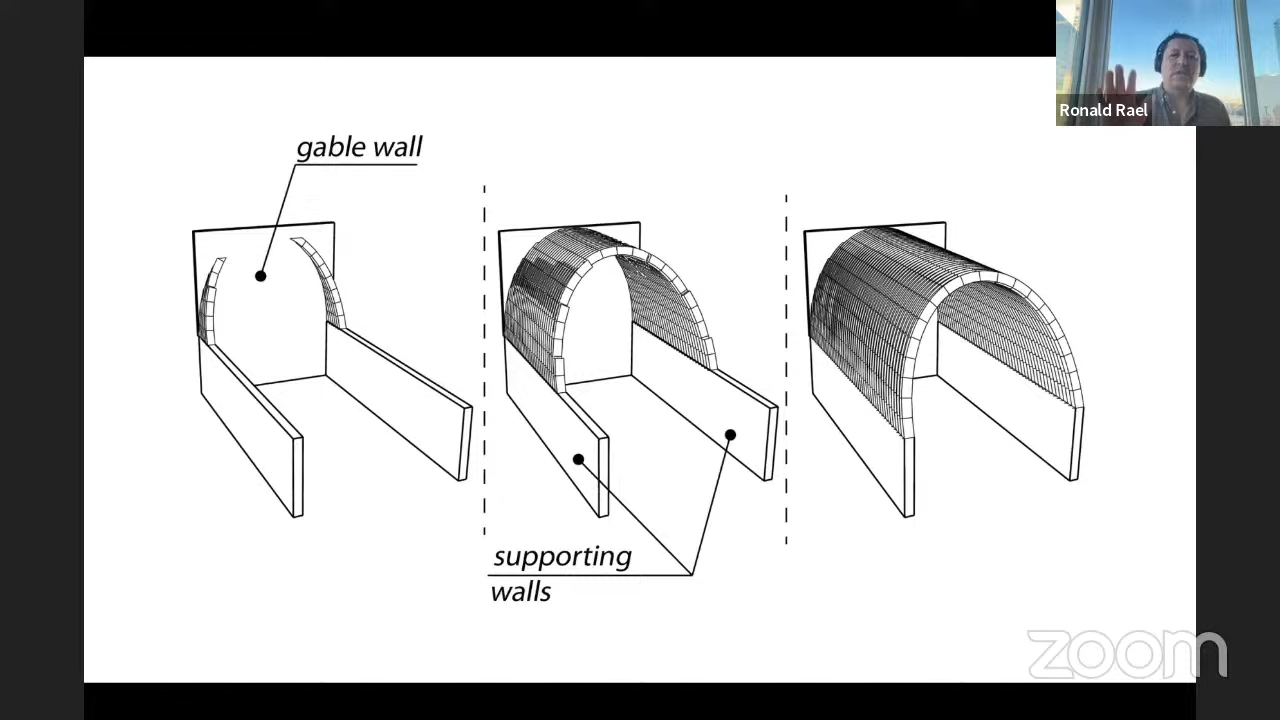 Ronald Rael
gable wall
supporting
walls
zoom